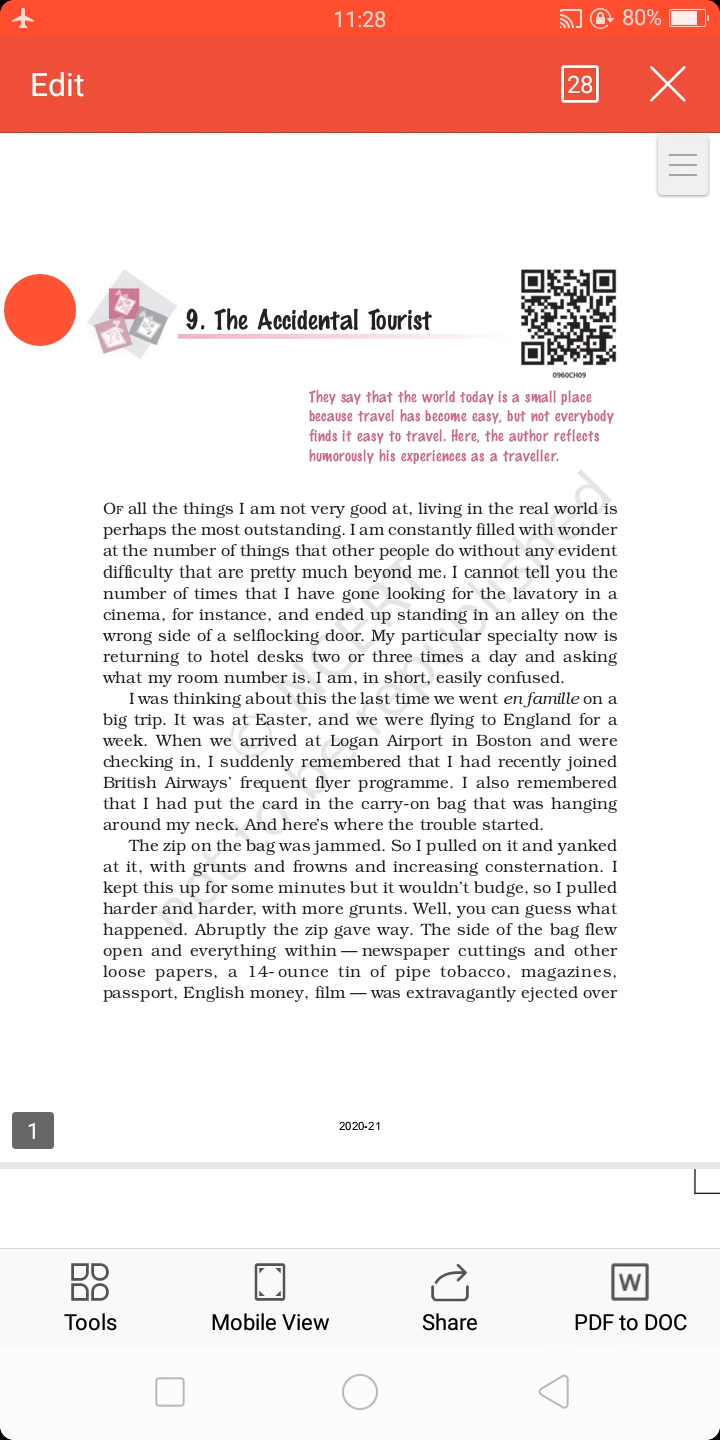 11:28
80%
Edit
28
9. The Accidental Tourist
0960CH09
They say that the world today is a small place
because travel has become easy, but not everybody
finds it easy to travel. Here, the author reflects
humorously his experiences as a traveller.
OF all the things I am not very good at, living in the real world is
perhaps the most outstanding. I am constantly filled with wonder
at the number of things that other people do without any evident
difficulty that are pretty much beyond me. I cannot tell you the
number of times that I have gone looking for the lavatory in a
cinema, for instance, and ended up standing in an alley on the
wrong side of a selflocking door. My particular specialty now is
returning to hotel desks two or three times a day and asking
what my room number is. I am, in short, easily confused.
I was thinking about this the last time we went en famille on a
big trip. It was at Easter, and we were flying to England for a
week. When we arrived at Logan Airport in Boston and were
checking in, I suddenly remembered that I had recently joined
British Airways' frequent flyer programme. I also remembered
that I had put the card in the carry-on bag that was hanging
around my neck. And here's where the trouble started.
The zip on the bag was jammed. So I pulled on it and yanked
at it, with grunts and frowns and increasing consternation. I
kept this up for some minutes but it wouldn't budge, so I pulled
harder and harder, with more grunts. Well, you can guess what
happened. Abruptly the zip gave way. The side of the bag flew
open and everything within — newspaper cuttings and other
loose papers, a 14-ounce tin of pipe tobacco, magazines,
passport, English money, film — was extravagantly ejected over
© NCERT
not to be republished
1
2020-21
Tools
Mobile View
Share
W
PDF to DOC